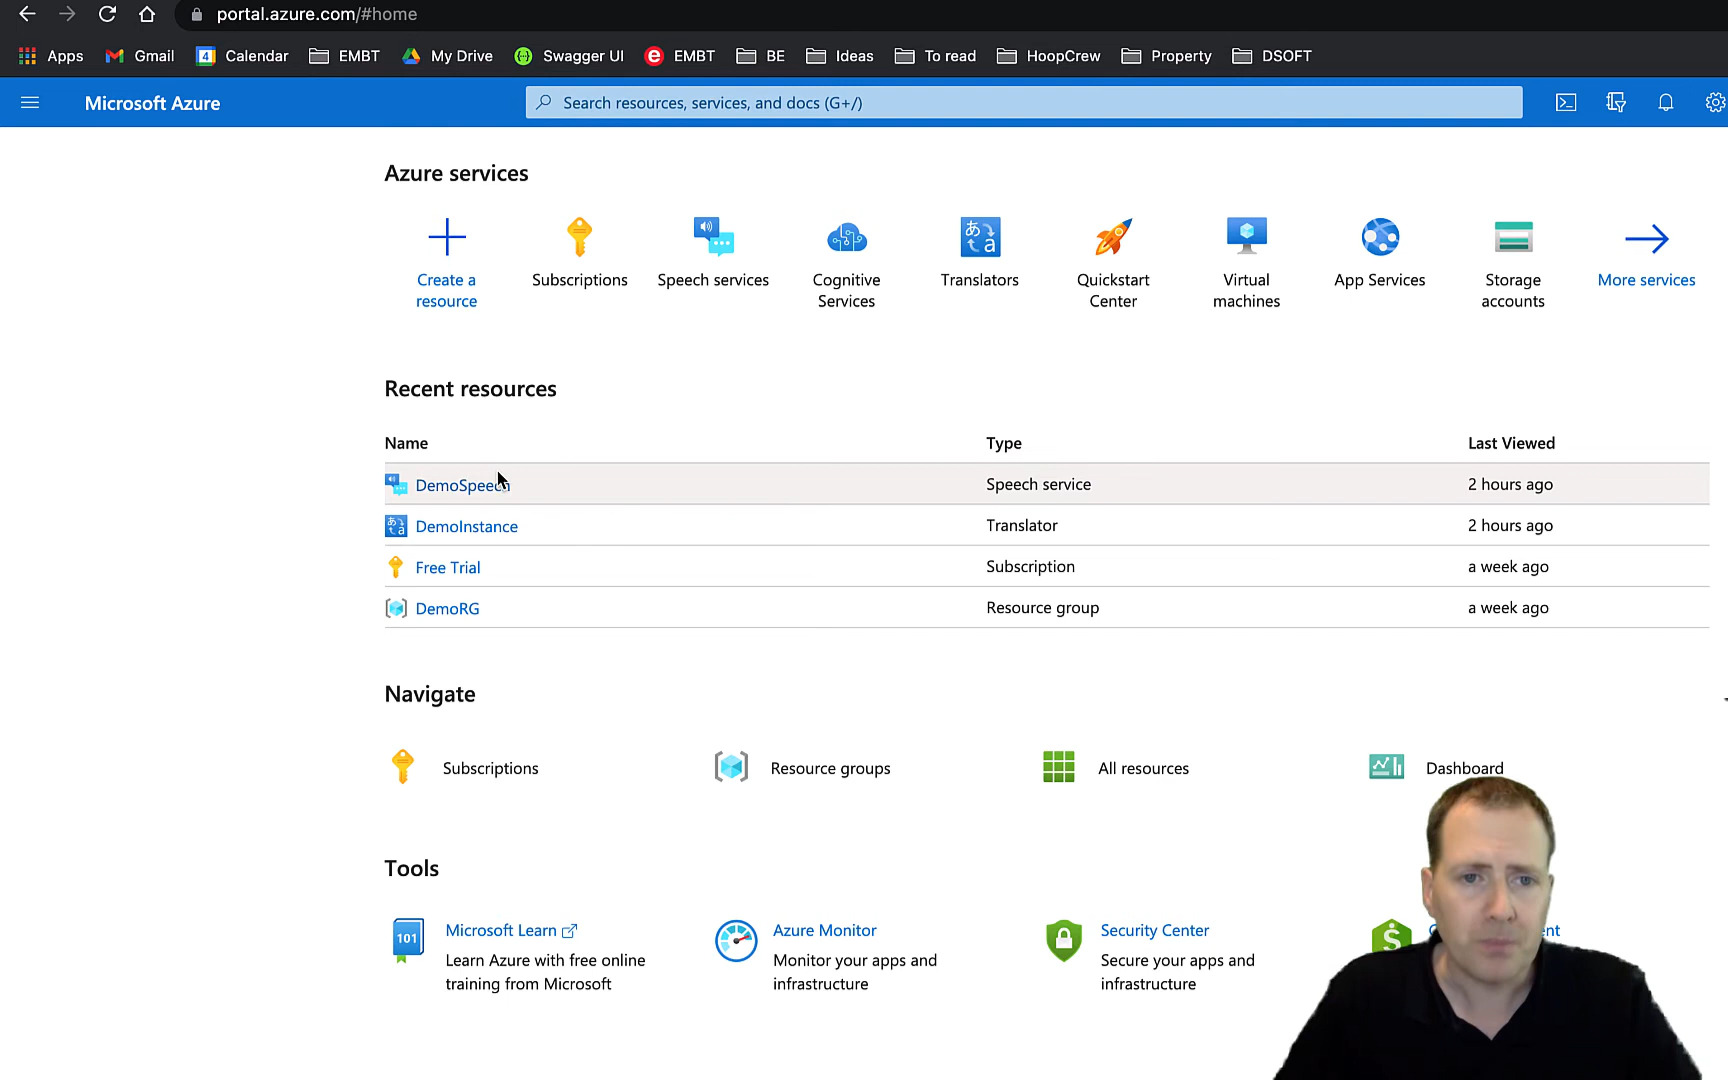 portal.azure.com/#home
Apps Gmail 4 Calendar EMBT My Drive Swagger UI e EMBT BE Ideas To read HoopCrew Property DSOFT
Microsoft Azure
Search resources, services, and docs (G+/)
Azure services
Create a resource
Subscriptions
Speech services
Cognitive Services
Translators
Quickstart Center
Virtual machines
App Services
Storage accounts
More services
Recent resources
Name Type Last Viewed
DemoSpeech Speech service 2 hours ago
DemoInstance Translator 2 hours ago
Free Trial Subscription a week ago
DemoRG Resource group a week ago
Navigate
Subscriptions Resource groups All resources Dashboard
Tools
101
Microsoft Learn
Learn Azure with free online
training from Microsoft
Azure Monitor
Monitor your apps and
infrastructure
Security Center
Secure your apps and
infrastructure
$